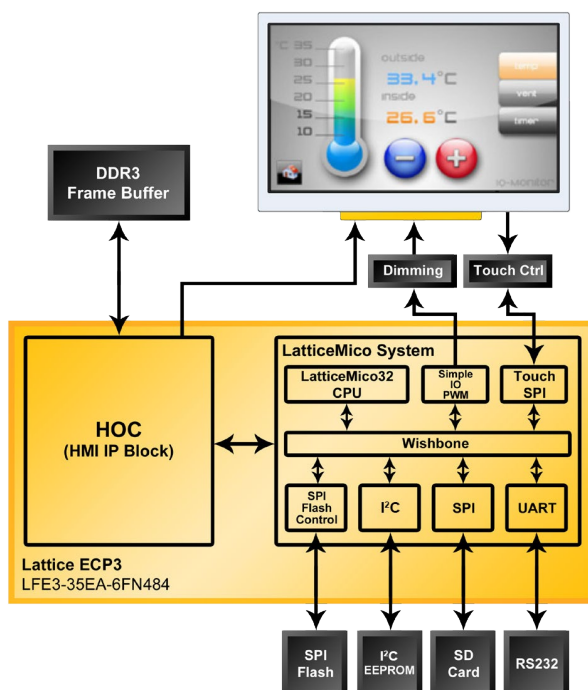 °C 35
30
25
20
15
10
outside
33.4°C
inside
26.6°C
temp
vent
timer
IQ-MONITOR
DDR3
Frame Buffer
Dimming
Touch Ctrl
LatticeMico System
LatticeMico32
CPU
Simple
IO
PWM
Touch
SPI
HOC
(HMI IP Block)
Wishbone
SPI
Flash
Control
I²C
SPI
UART
Lattice ECP3
LFE3-35EA-6FN484
SPI
Flash
I²C
EEPROM
SD
Card
RS232